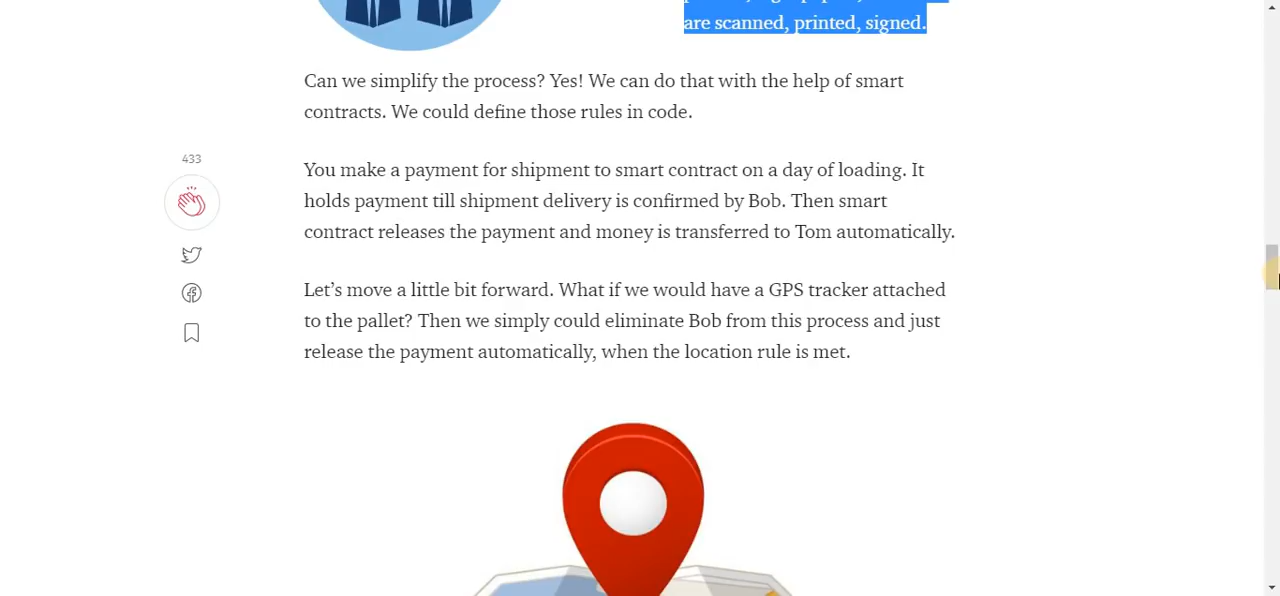 are scanned, printed, signed.
Can we simplify the process? Yes! We can do that with the help of smart
contracts. We could define those rules in code.
433
You make a payment for shipment to smart contract on a day of loading. It
holds payment till shipment delivery is confirmed by Bob. Then smart
contract releases the payment and money is transferred to Tom automatically.
Let’s move a little bit forward. What if we would have a GPS tracker attached
to the pallet? Then we simply could eliminate Bob from this process and just
release the payment automatically, when the location rule is met.